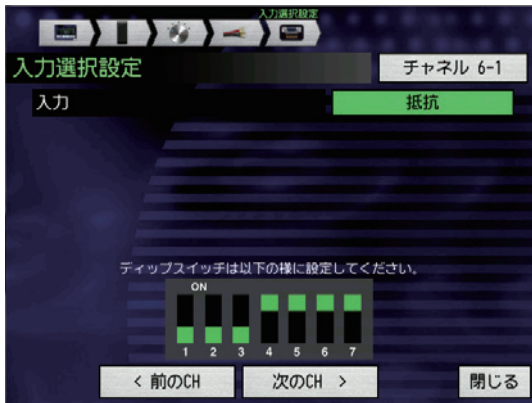 入力選択設定
入力選択設定
チャネル 6-1
入力
抵抗
ディップスイッチは以下の様に設定してください。
ON
1 2 3 4 5 6 7
< 前のCH
次のCH >
閉じる